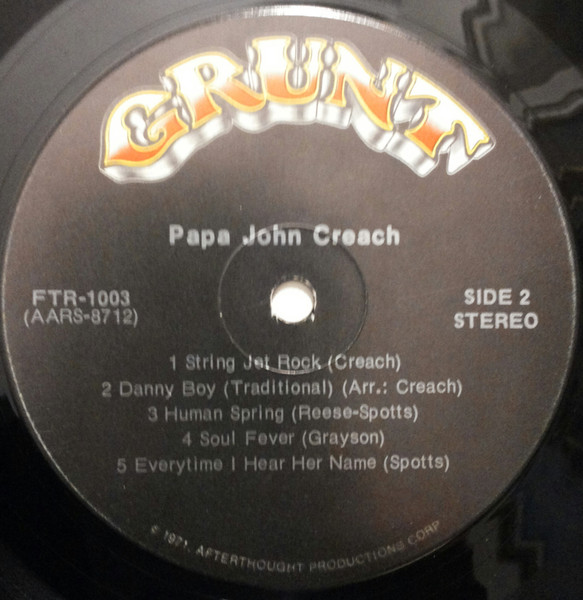 GRUNT
Papa John Creach
FTR-1003
(AARS-8712)
SIDE 2
STEREO
1 String Jet Rock (Creach)
2 Danny Boy (Traditional) (Arr.: Creach)
3 Human Spring (Reese-Spotts)
4 Soul Fever (Grayson)
5 Everytime I Hear Her Name (Spotts)
© 1971, AFTERTHOUGHT PRODUCTIONS CORP